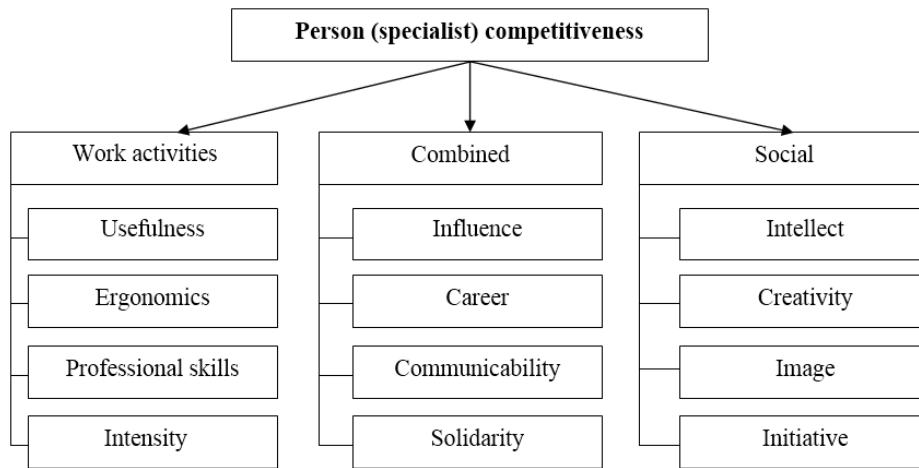 Person (specialist) competitiveness
Work activities
Usefulness
Ergonomics
Professional skills
Intensity
Combined
Influence
Career
Communicability
Solidarity
Social
Intellect
Creativity
Image
Initiative